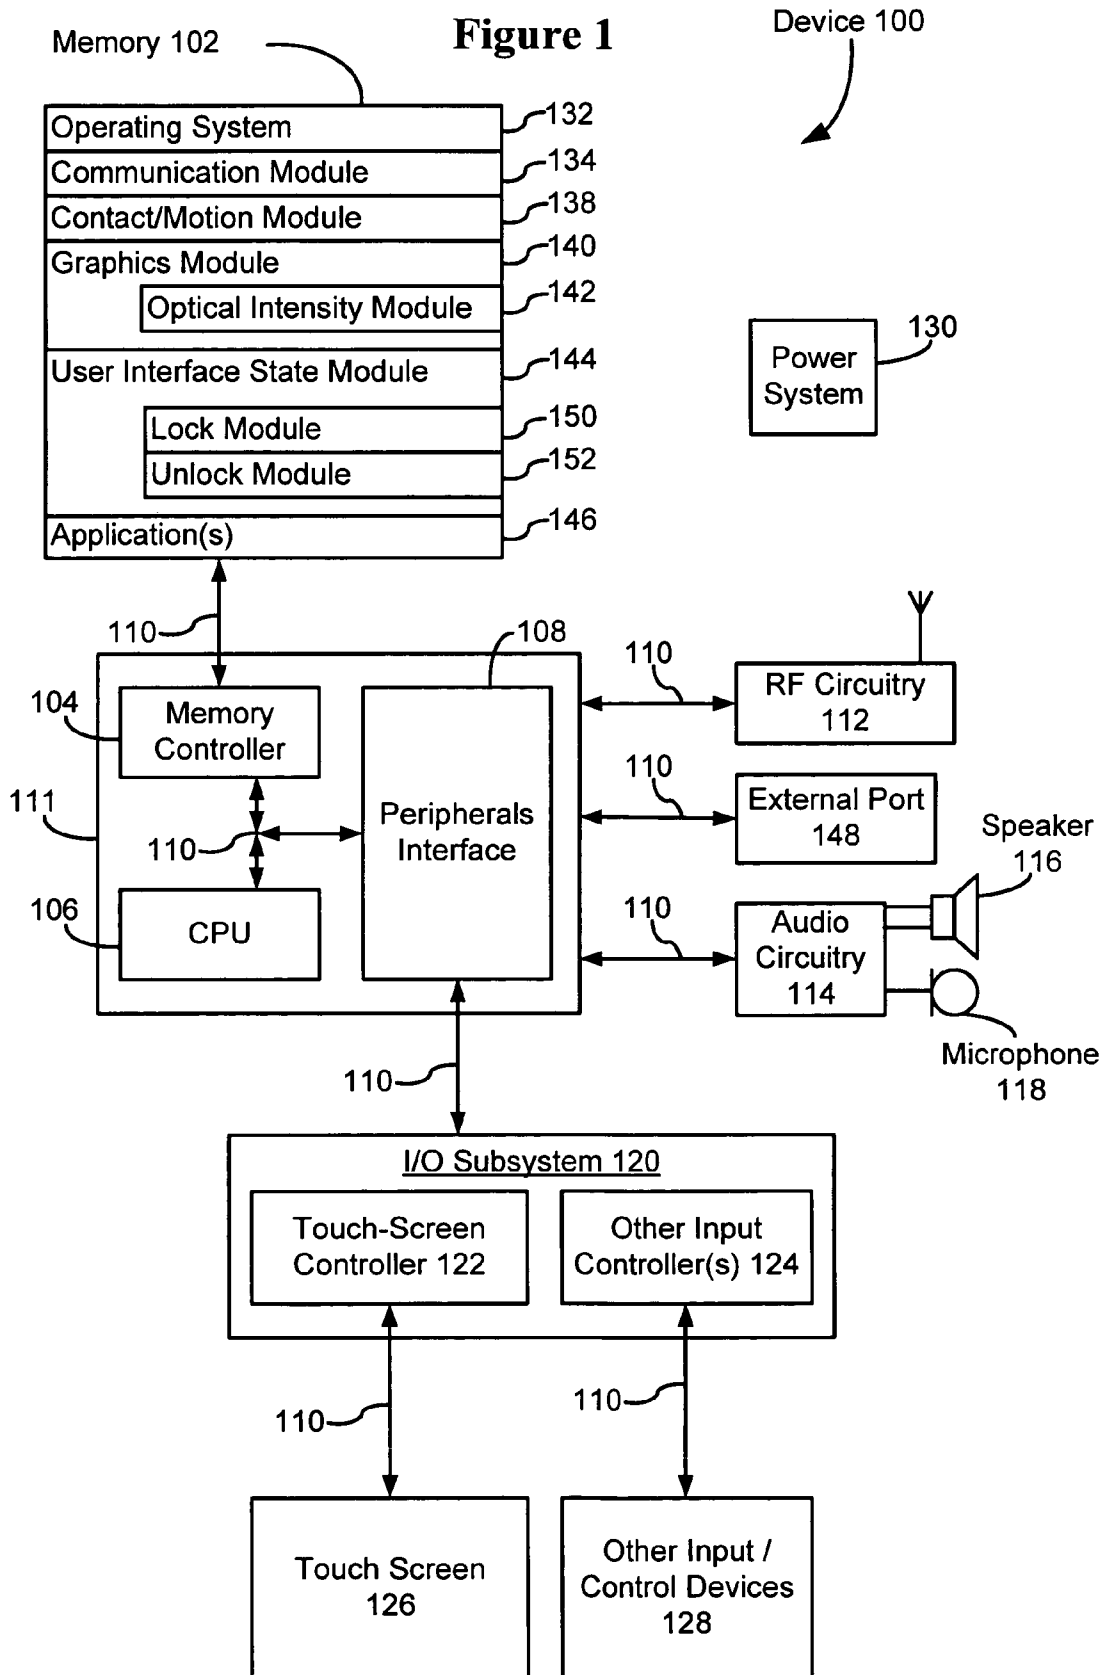 Figure 1
Memory 102
Device 100
Operating System
132
Communication Module
134
Contact/Motion Module
138
Graphics Module
140
Optical Intensity Module
142
User Interface State Module
144
Lock Module
150
Unlock Module
152
Application(s)
146
Power
System
130
110
108
104
Memory
Controller
111
110
Peripherals
Interface
106
CPU
110
RF Circuitry
112
110
External Port
148
Speaker
116
110
Audio
Circuitry
114
Microphone
118
110
I/O Subsystem 120
Touch-Screen
Controller 122
Other Input
Controller(s) 124
110
110
Touch Screen
126
Other Input /
Control Devices
128